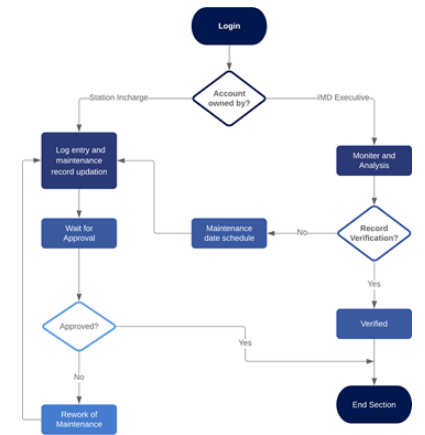 Login
Account
owned by?
Station Incharge
IMD Executive
Log entry and
maintenance
record updation
Moniter and
Analysis
Wait for
Approval
Maintenance
date schedule
No
Record
Verification?
Yes
Approved?
Verified
Yes
No
End Section
Rework of
Maintenance